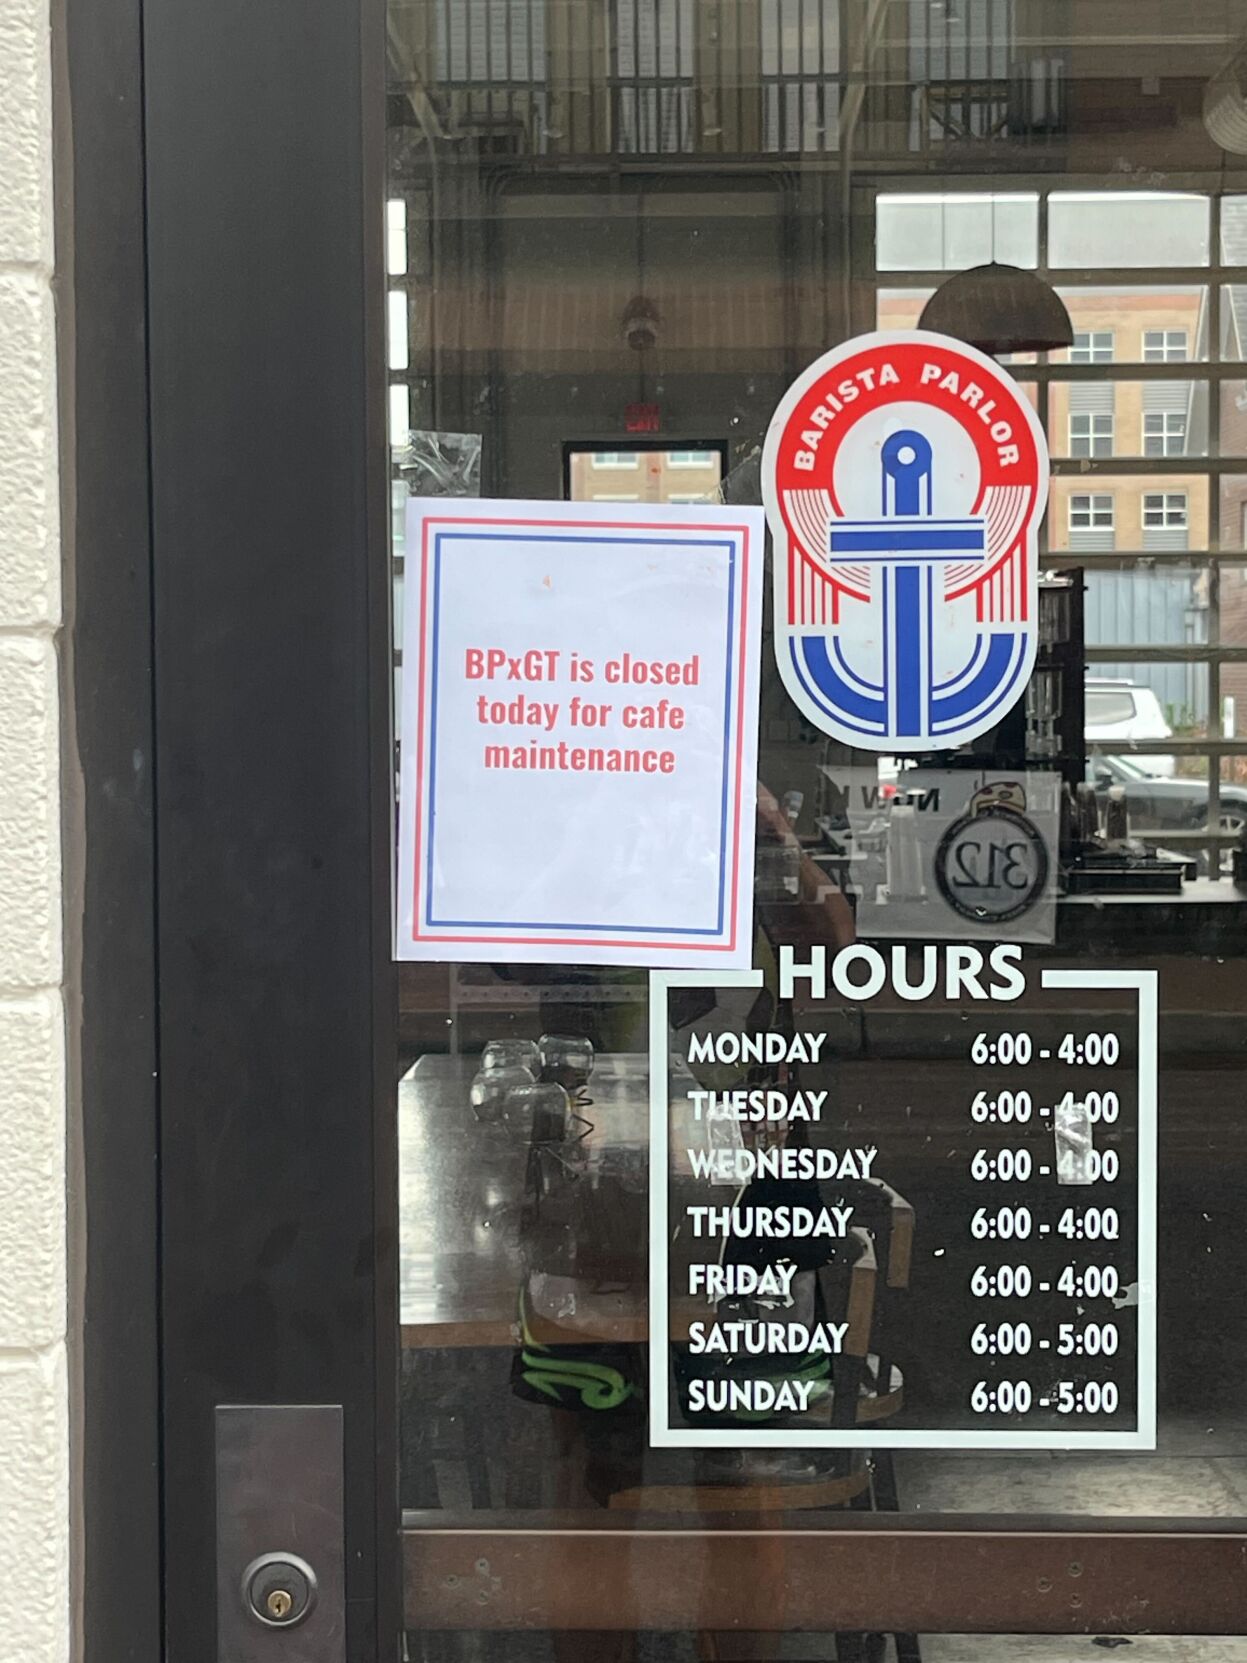 EXIT
BARISTA PARLOR
BPxGT is closed
today for cafe
maintenance
312
HOURS
MONDAY 6:00 - 4:00
TUESDAY 6:00 - 4:00
WEDNESDAY 6:00 - 4:00
THURSDAY 6:00 - 4:00
FRIDAY 6:00 - 4:00
SATURDAY 6:00 - 5:00
SUNDAY 6:00 - 5:00